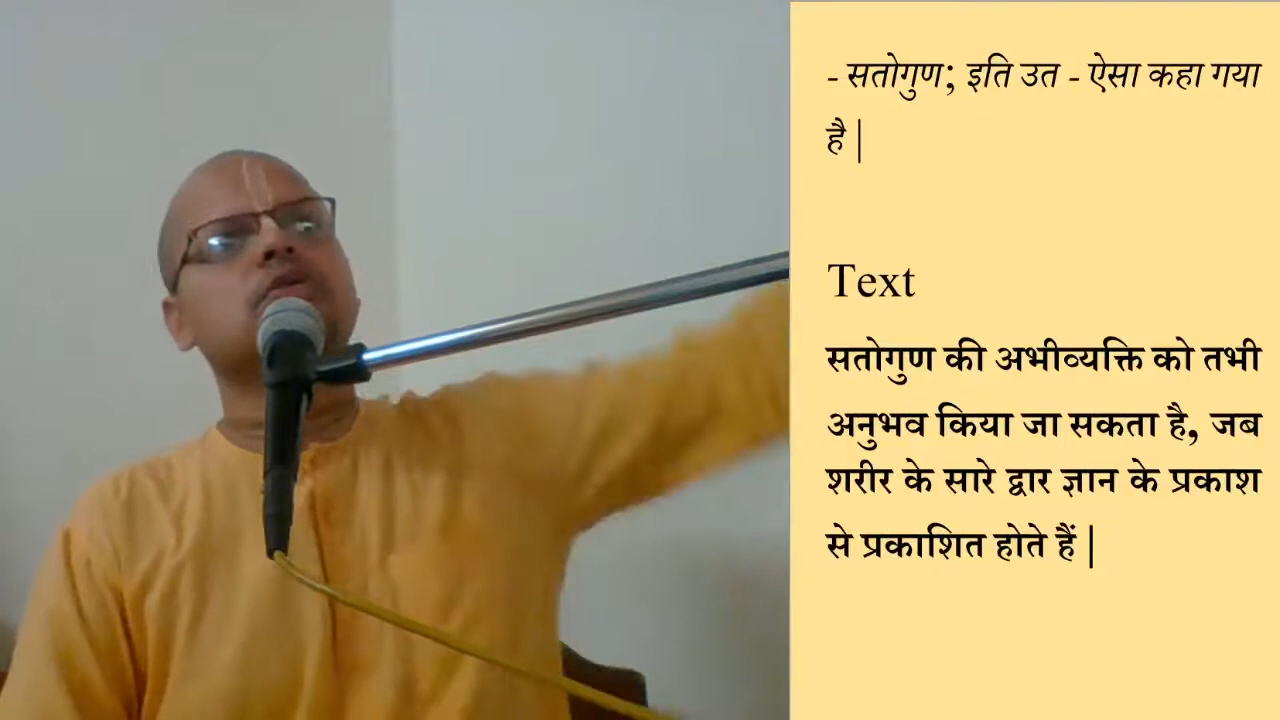 - सतोगुण; इति उत - ऐसा कहा गया
है |
Text
सतोगुण की अभीव्यक्ति को तभी
अनुभव किया जा सकता है, जब
शरीर के सारे द्वार ज्ञान के प्रकाश
से प्रकाशित होते हैं |